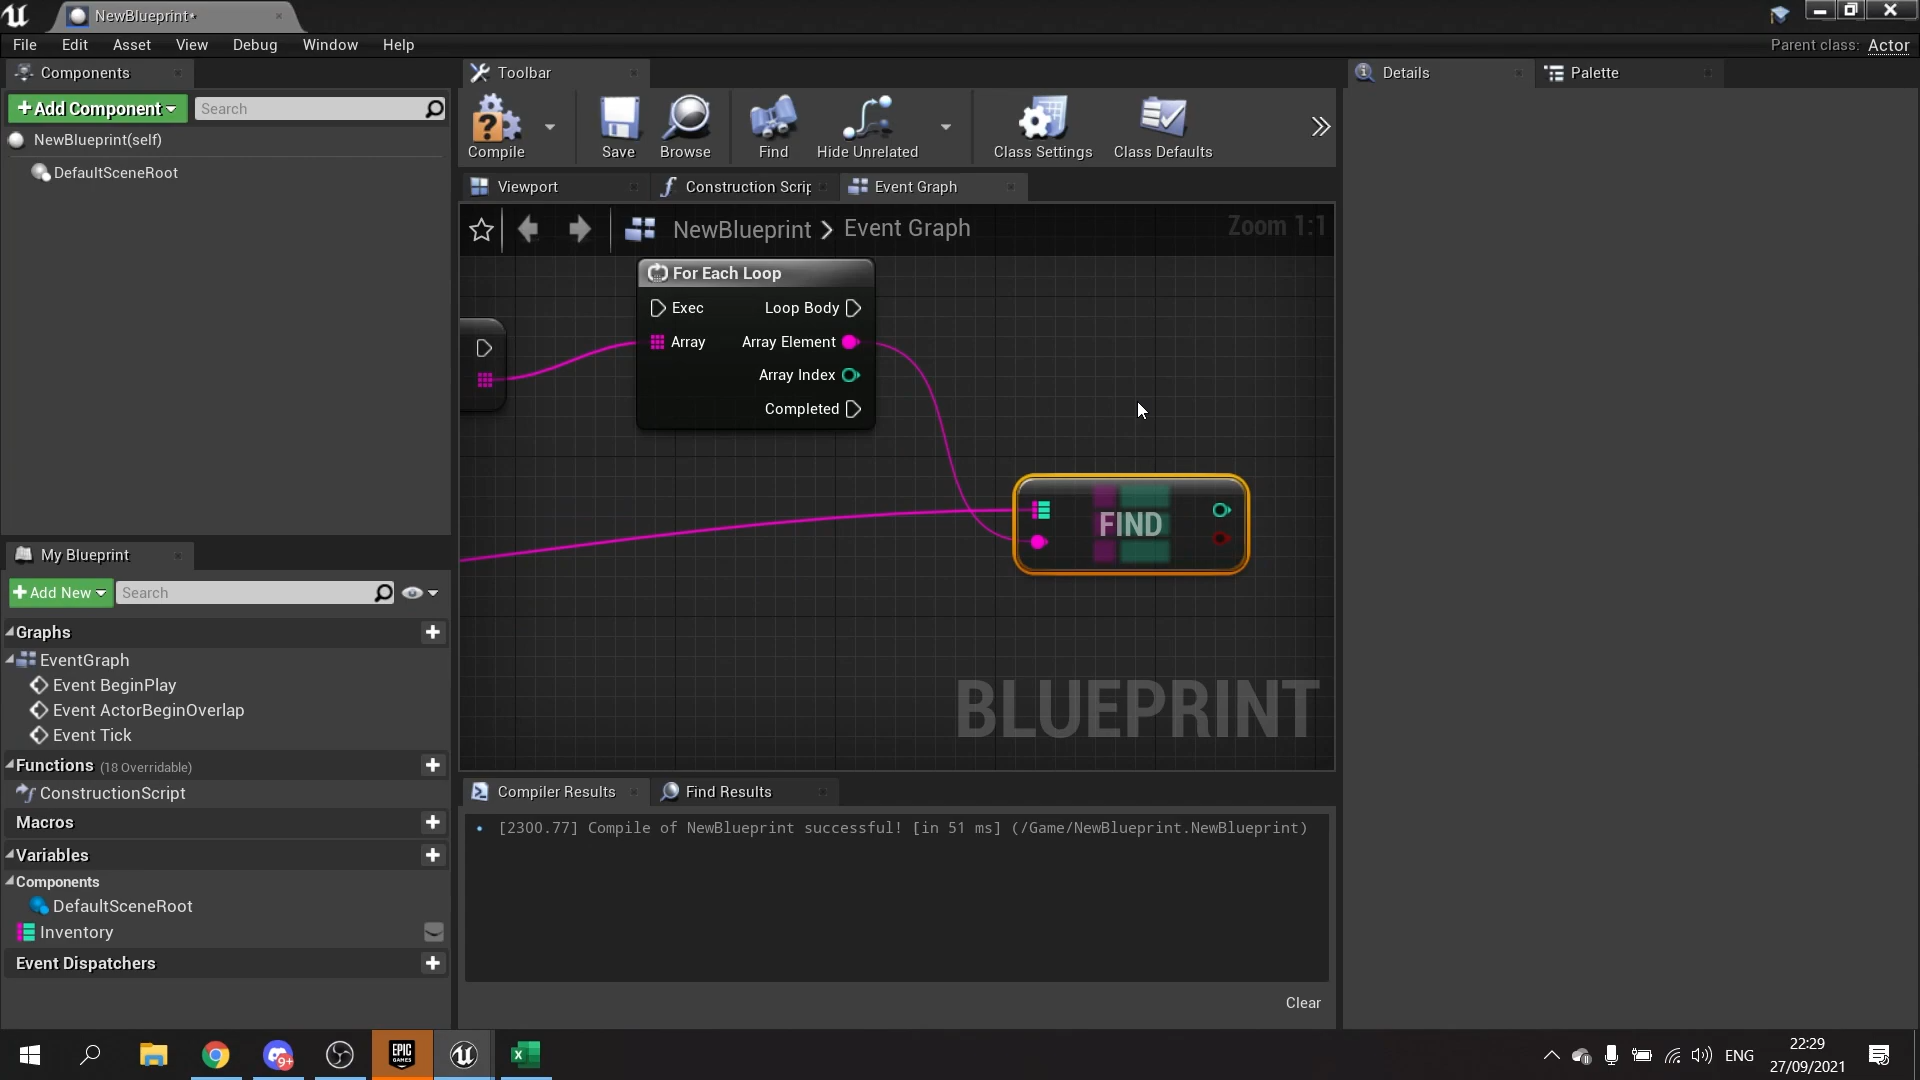 NewBlueprint*
File Edit Asset View Debug Window Help
Parent class: Actor
Components
+Add Component
Search
NewBlueprint(self)
DefaultSceneRoot
Toolbar
Compile
Save
Browse
Find
Hide Unrelated
Class Settings
Class Defaults
Details
Palette
Viewport
Construction Scrip
Event Graph
NewBlueprint > Event Graph
Zoom 1:1
For Each Loop
Exec
Loop Body
Array
Array Element
Array Index
Completed
FIND
BLUEPRINT
My Blueprint
+Add New
Search
Graphs
EventGraph
Event BeginPlay
Event ActorBeginOverlap
Event Tick
Functions (18 Overridable)
ConstructionScript
Macros
Variables
Components
DefaultSceneRoot
Inventory
Event Dispatchers
Compiler Results
Find Results
[2300.77] Compile of NewBlueprint successful! [in 51 ms] (/Game/NewBlueprint.NewBlueprint)
Clear
9+
EPIC
GAMES
ENG
22:29
27/09/2021